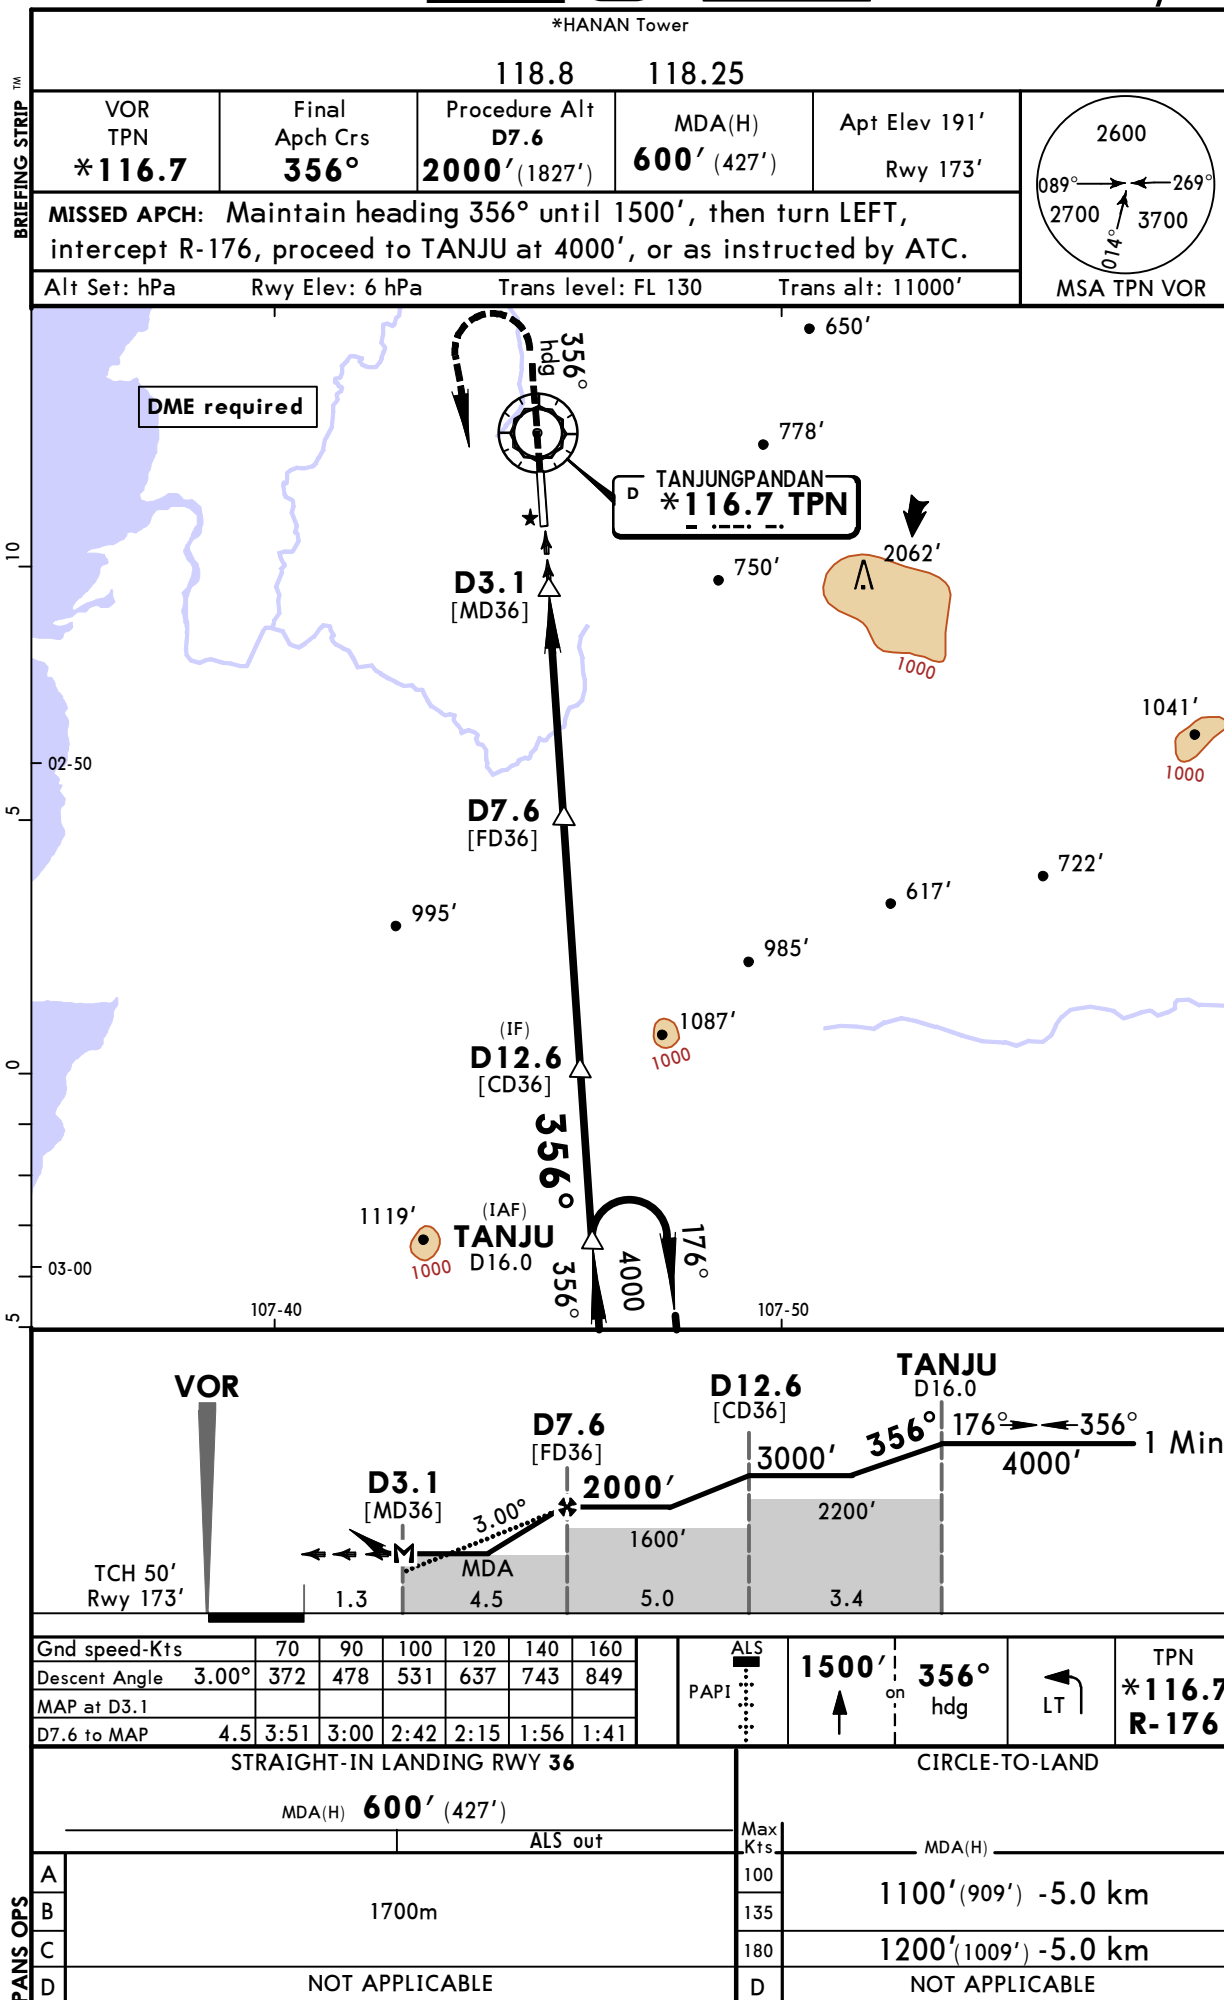 *HANAN Tower
118.8 118.25
BRIEFING STRIP TM
VOR
TPN
*116.7
Final
Apch Crs
356°
Procedure Alt
D7.6
2000' (1827')
MDA(H)
600' (427')
Apt Elev 191'
Rwy 173'
2600
089° 269°
2700 3700
014°
MSA TPN VOR
MISSED APCH: Maintain heading 356° until 1500', then turn LEFT,
intercept R-176, proceed to TANJU at 4000', or as instructed by ATC.
Alt Set: hPa Rwy Elev: 6 hPa Trans level: FL 130 Trans alt: 11000'
650'
356°
hdg
DME required
778'
TANJUNGPANDAN
D *116.7 TPN
2062'
10
750'
D3.1
[MD36]
1000
1041'
1000
02-50
5
D7.6
[FD36]
722'
617'
995'
985'
1087'
1000
(IF)
D12.6
[CD36]
0
356°
1119'
1000
(IAF)
TANJU
D16.0
356°
4000
176°
03-00
107-40 107-50
5
VOR
TANJU
D16.0
D12.6
[CD36]
D7.6
[FD36]
D3.1
[MD36]
356°
176° 356°
1 Min
4000'
3000'
2000'
3.00°
2200'
1600'
MDA
TCH 50'
Rwy 173'
1.3 4.5 5.0 3.4
Gnd speed-Kts 70 90 100 120 140 160
Descent Angle 3.00° 372 478 531 637 743 849
MAP at D3.1
D7.6 to MAP 4.5 3:51 3:00 2:42 2:15 1:56 1:41
ALS
PAPI
1500'
on
356°
hdg
LT
TPN
*116.7
R-176
STRAIGHT-IN LANDING RWY 36
MDA(H) 600' (427')
ALS out
CIRCLE-TO-LAND
Max
Kts
MDA(H)
A
B
C
D
1700m
NOT APPLICABLE
100
135
1100' (909') -5.0 km
180 1200' (1009') -5.0 km
D NOT APPLICABLE
PANS OPS